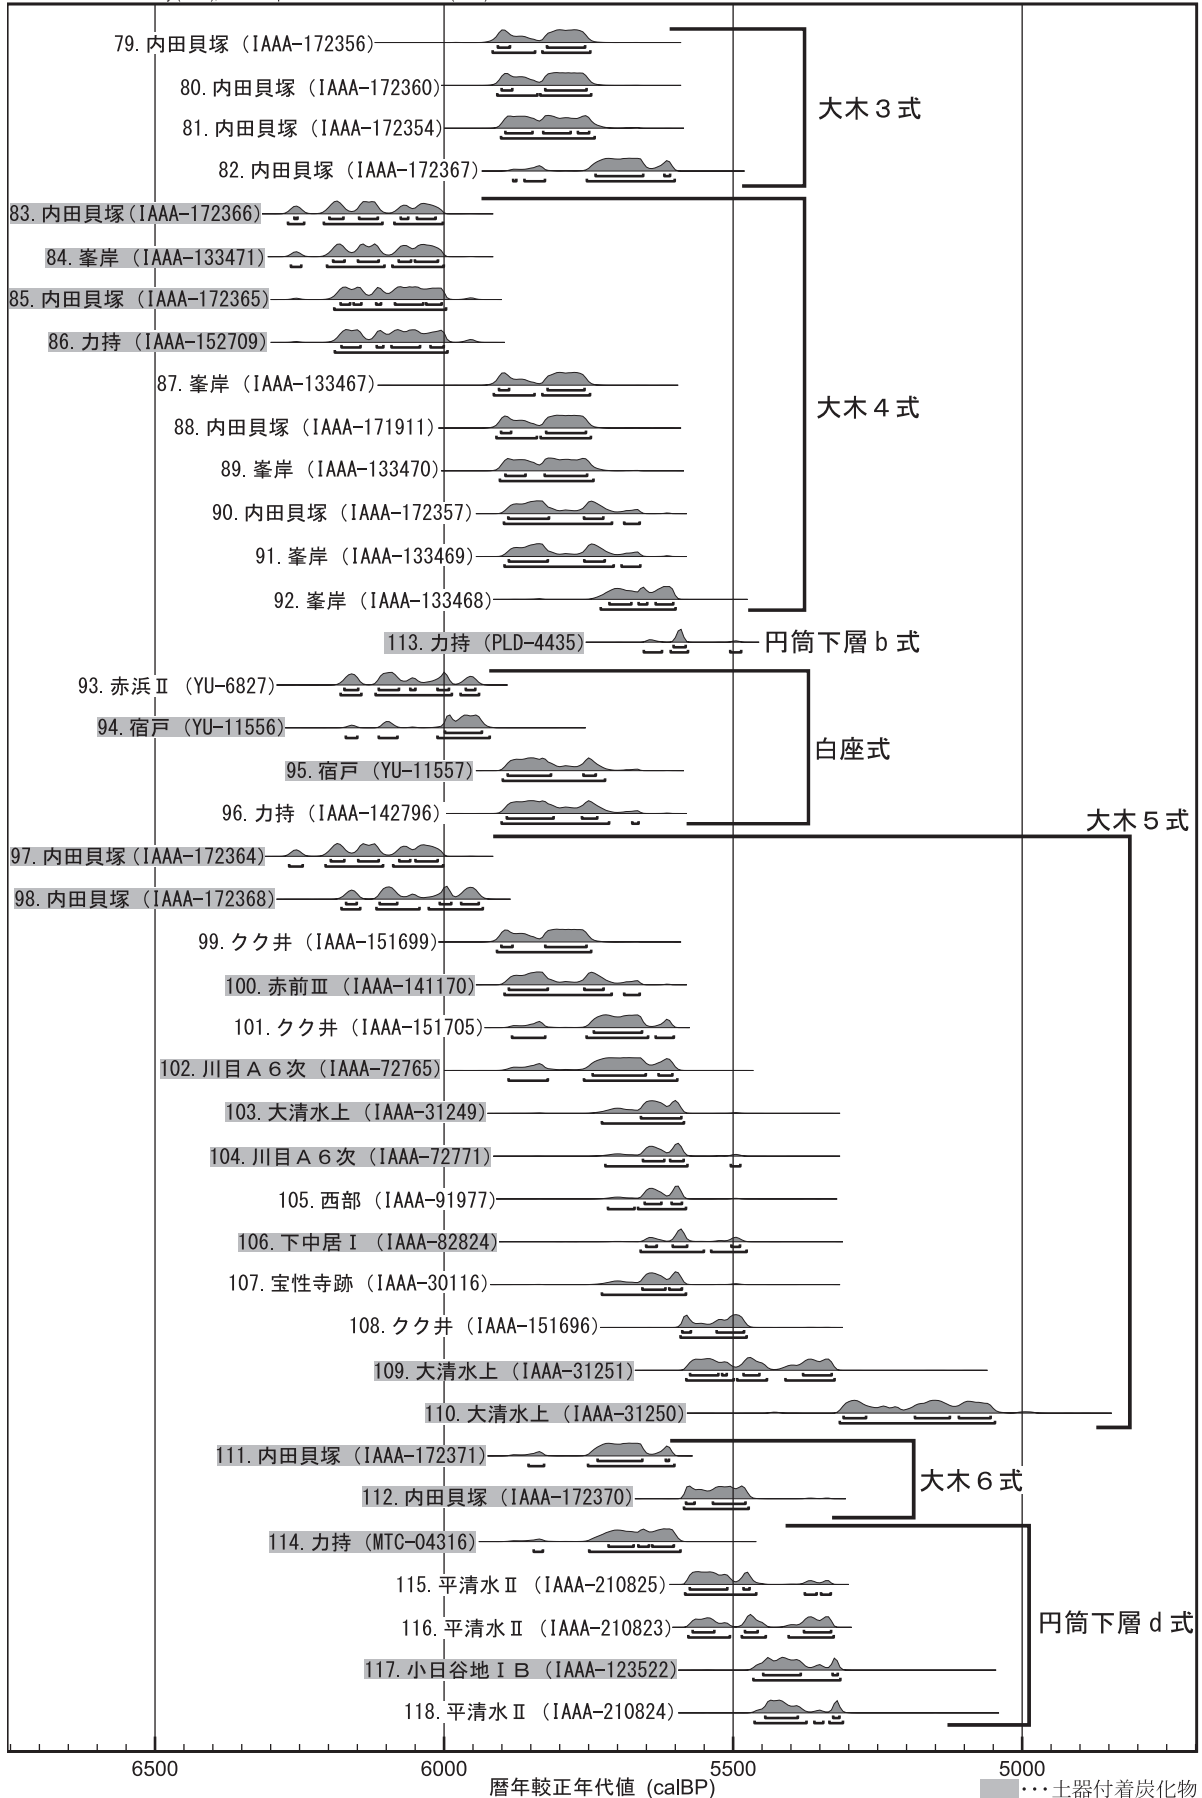 79. 内田貝塚 (IAAA-172356)
80. 内田貝塚 (IAAA-172360)
大木３式
81. 内田貝塚 (IAAA-172354)
82. 内田貝塚 (IAAA-172367)
83. 内田貝塚 (IAAA-172366)
84. 峯岸 (IAAA-133471)
85. 内田貝塚 (IAAA-172365)
86. 力持 (IAAA-152709)
87. 峯岸 (IAAA-133467)
大木４式
88. 内田貝塚 (IAAA-171911)
89. 峯岸 (IAAA-133470)
90. 内田貝塚 (IAAA-172357)
91. 峯岸 (IAAA-133469)
92. 峯岸 (IAAA-133468)
113. 力持 (PLD-4435) 円筒下層ｂ式
93. 赤浜Ⅱ (YU-6827)
94. 宿戸 (YU-11556)
白座式
95. 宿戸 (YU-11557)
96. 力持 (IAAA-142796)
大木５式
97. 内田貝塚 (IAAA-172364)
98. 内田貝塚 (IAAA-172368)
99. クク井 (IAAA-151699)
100. 赤前Ⅲ (IAAA-141170)
101. クク井 (IAAA-151705)
102. 川目Ａ６次 (IAAA-72765)
103. 大清水上 (IAAA-31249)
104. 川目Ａ６次 (IAAA-72771)
105. 西部 (IAAA-91977)
106. 下中居Ⅰ (IAAA-82824)
107. 宝性寺跡 (IAAA-30116)
108. クク井 (IAAA-151696)
109. 大清水上 (IAAA-31251)
110. 大清水上 (IAAA-31250)
111. 内田貝塚 (IAAA-172371)
大木６式
112. 内田貝塚 (IAAA-172370)
114. 力持 (MTC-04316)
115. 平清水Ⅱ (IAAA-210825)
116. 平清水Ⅱ (IAAA-210823)
円筒下層ｄ式
117. 小日谷地ⅠＢ (IAAA-123522)
118. 平清水Ⅱ (IAAA-210824)
6500 6000 5500 5000
暦年較正年代値 (calBP)
･･･土器付着炭化物